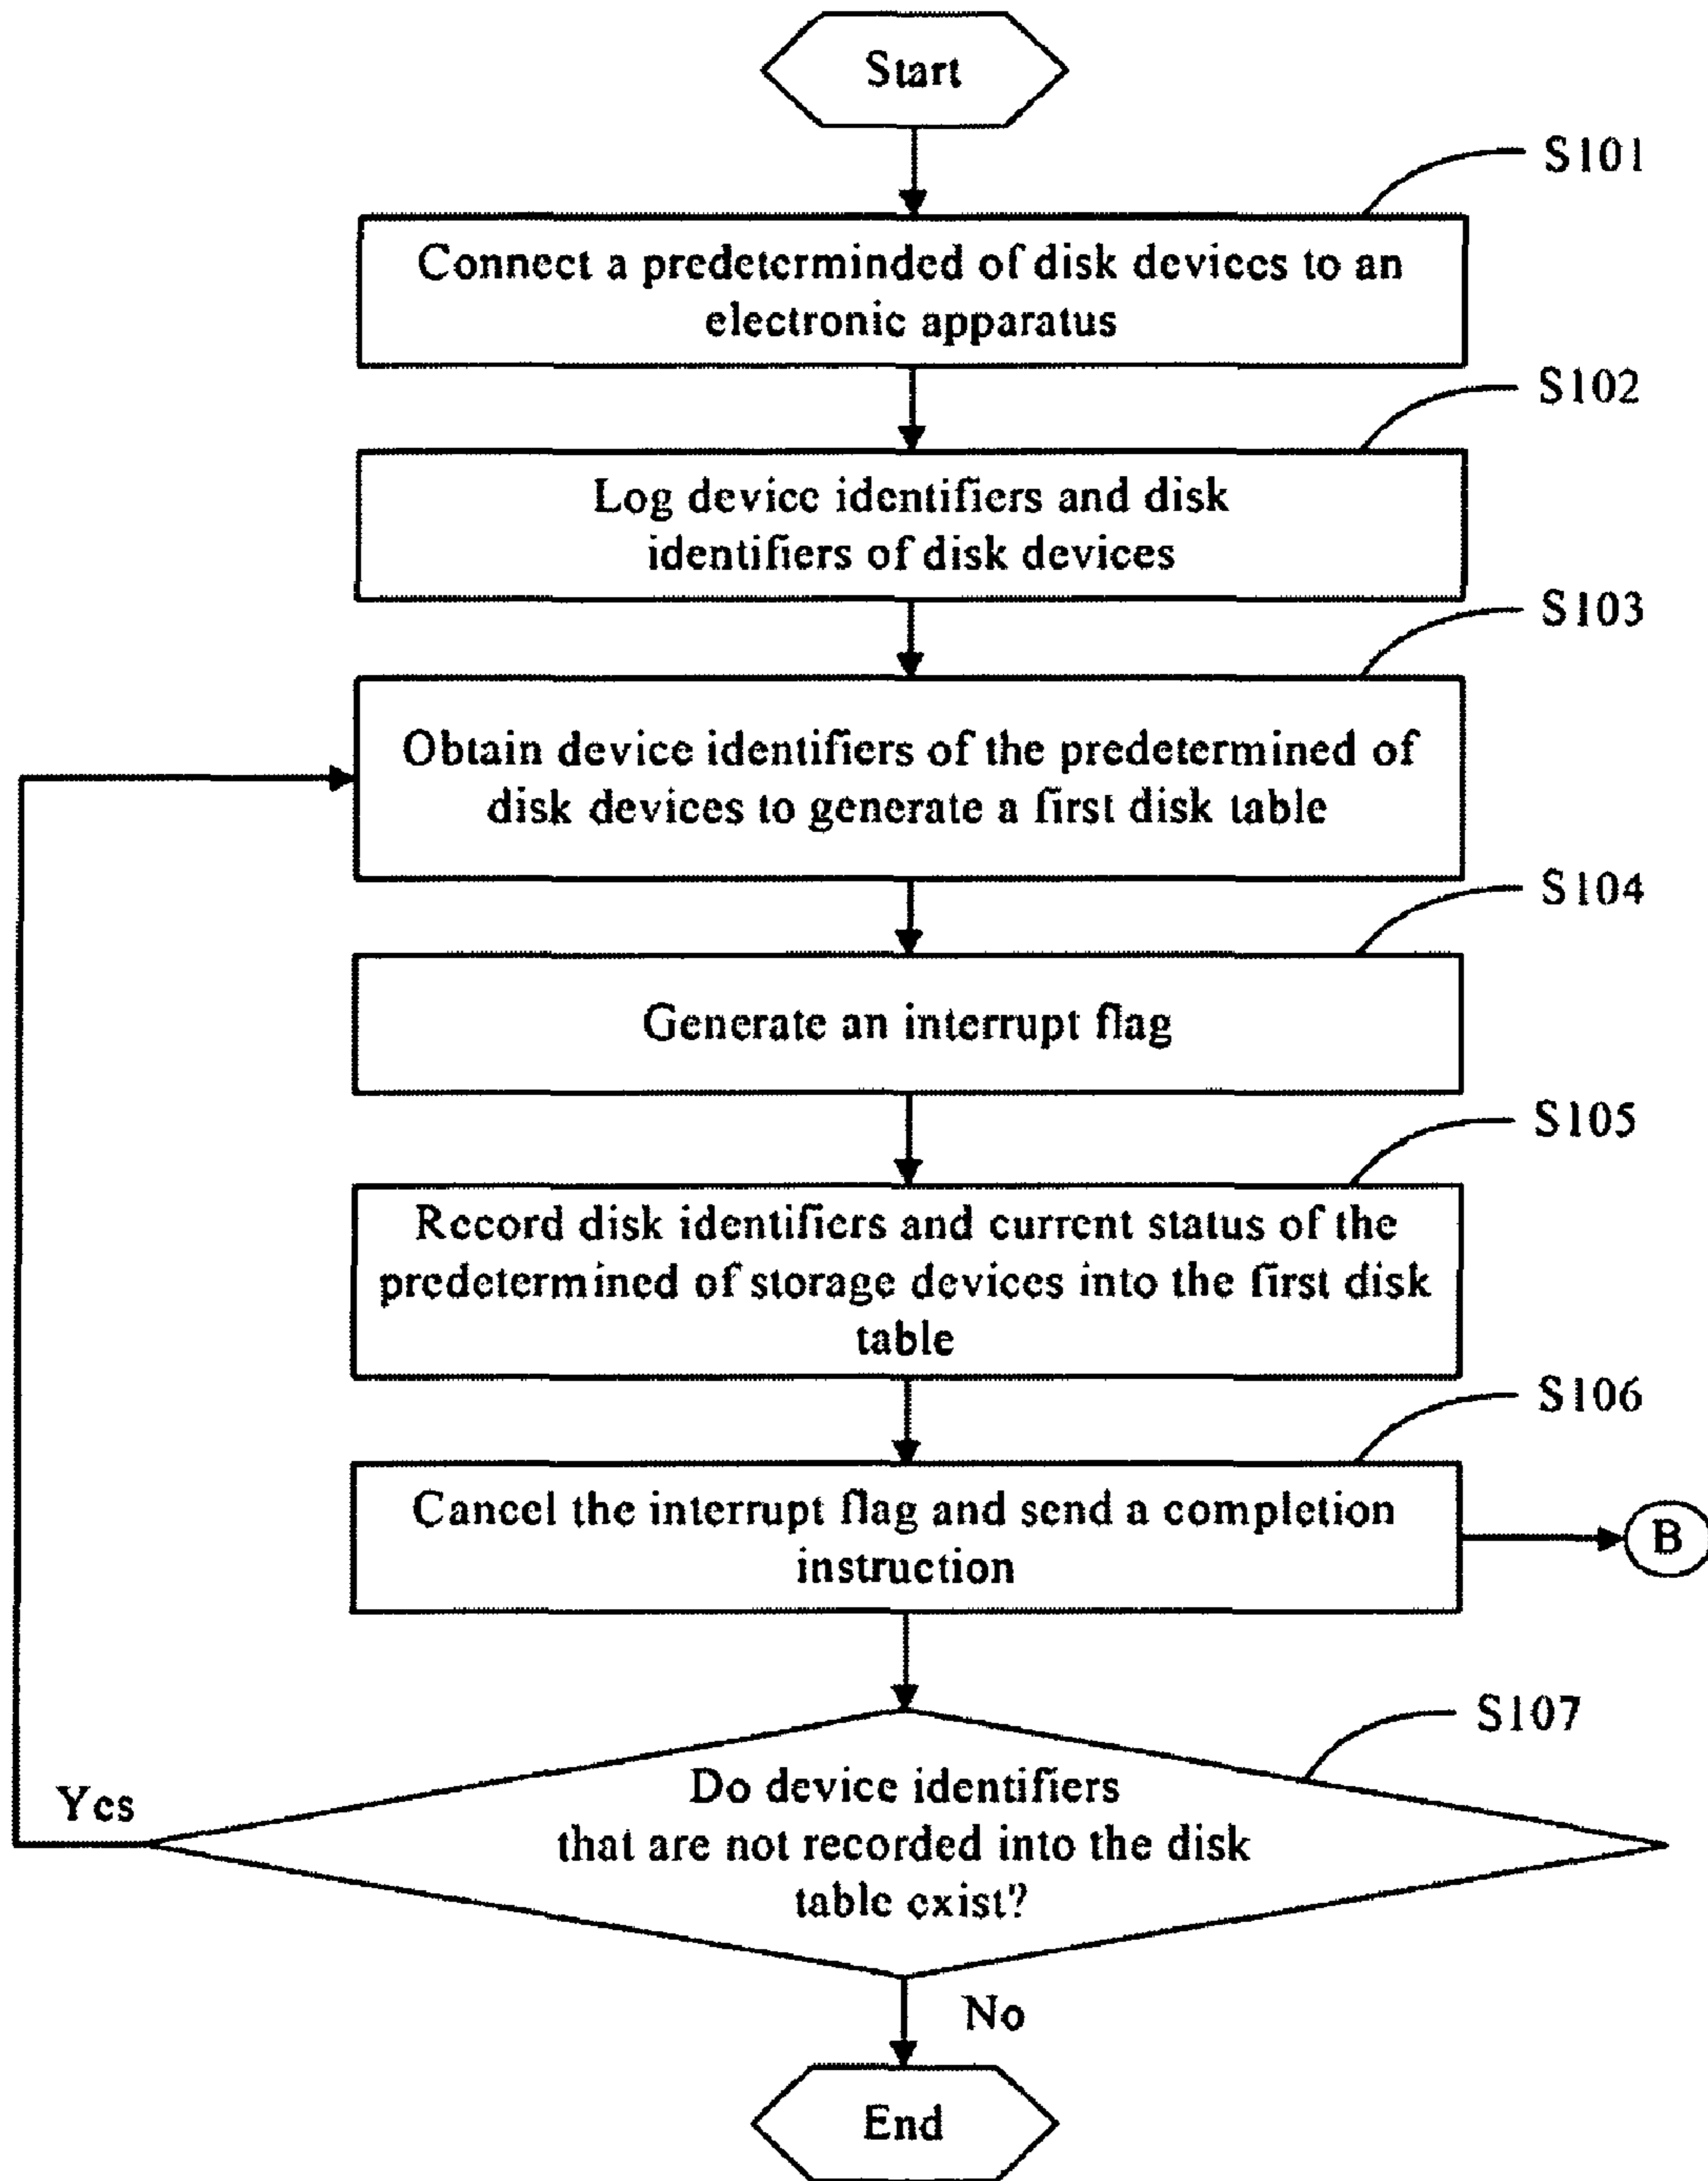 Start
S101
Connect a predeterminded of disk devices to an
electronic apparatus
S102
Log device identifiers and disk
identifiers of disk devices
S103
Obtain device identifiers of the predetermined of
disk devices to generate a first disk table
S104
Generate an interrupt flag
S105
Record disk identifiers and current status of the
predetermined of storage devices into the first disk
table
S106
Cancel the interrupt flag and send a completion
instruction
B
S107
Do device identifiers
that are not recorded into the disk
table exist?
Yes
No
End